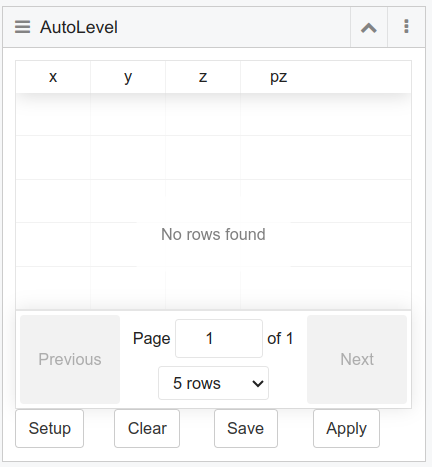 AutoLevel
x y z pz
No rows found
Previous Page 1 of 1 Next
5 rows
Setup Clear Save Apply